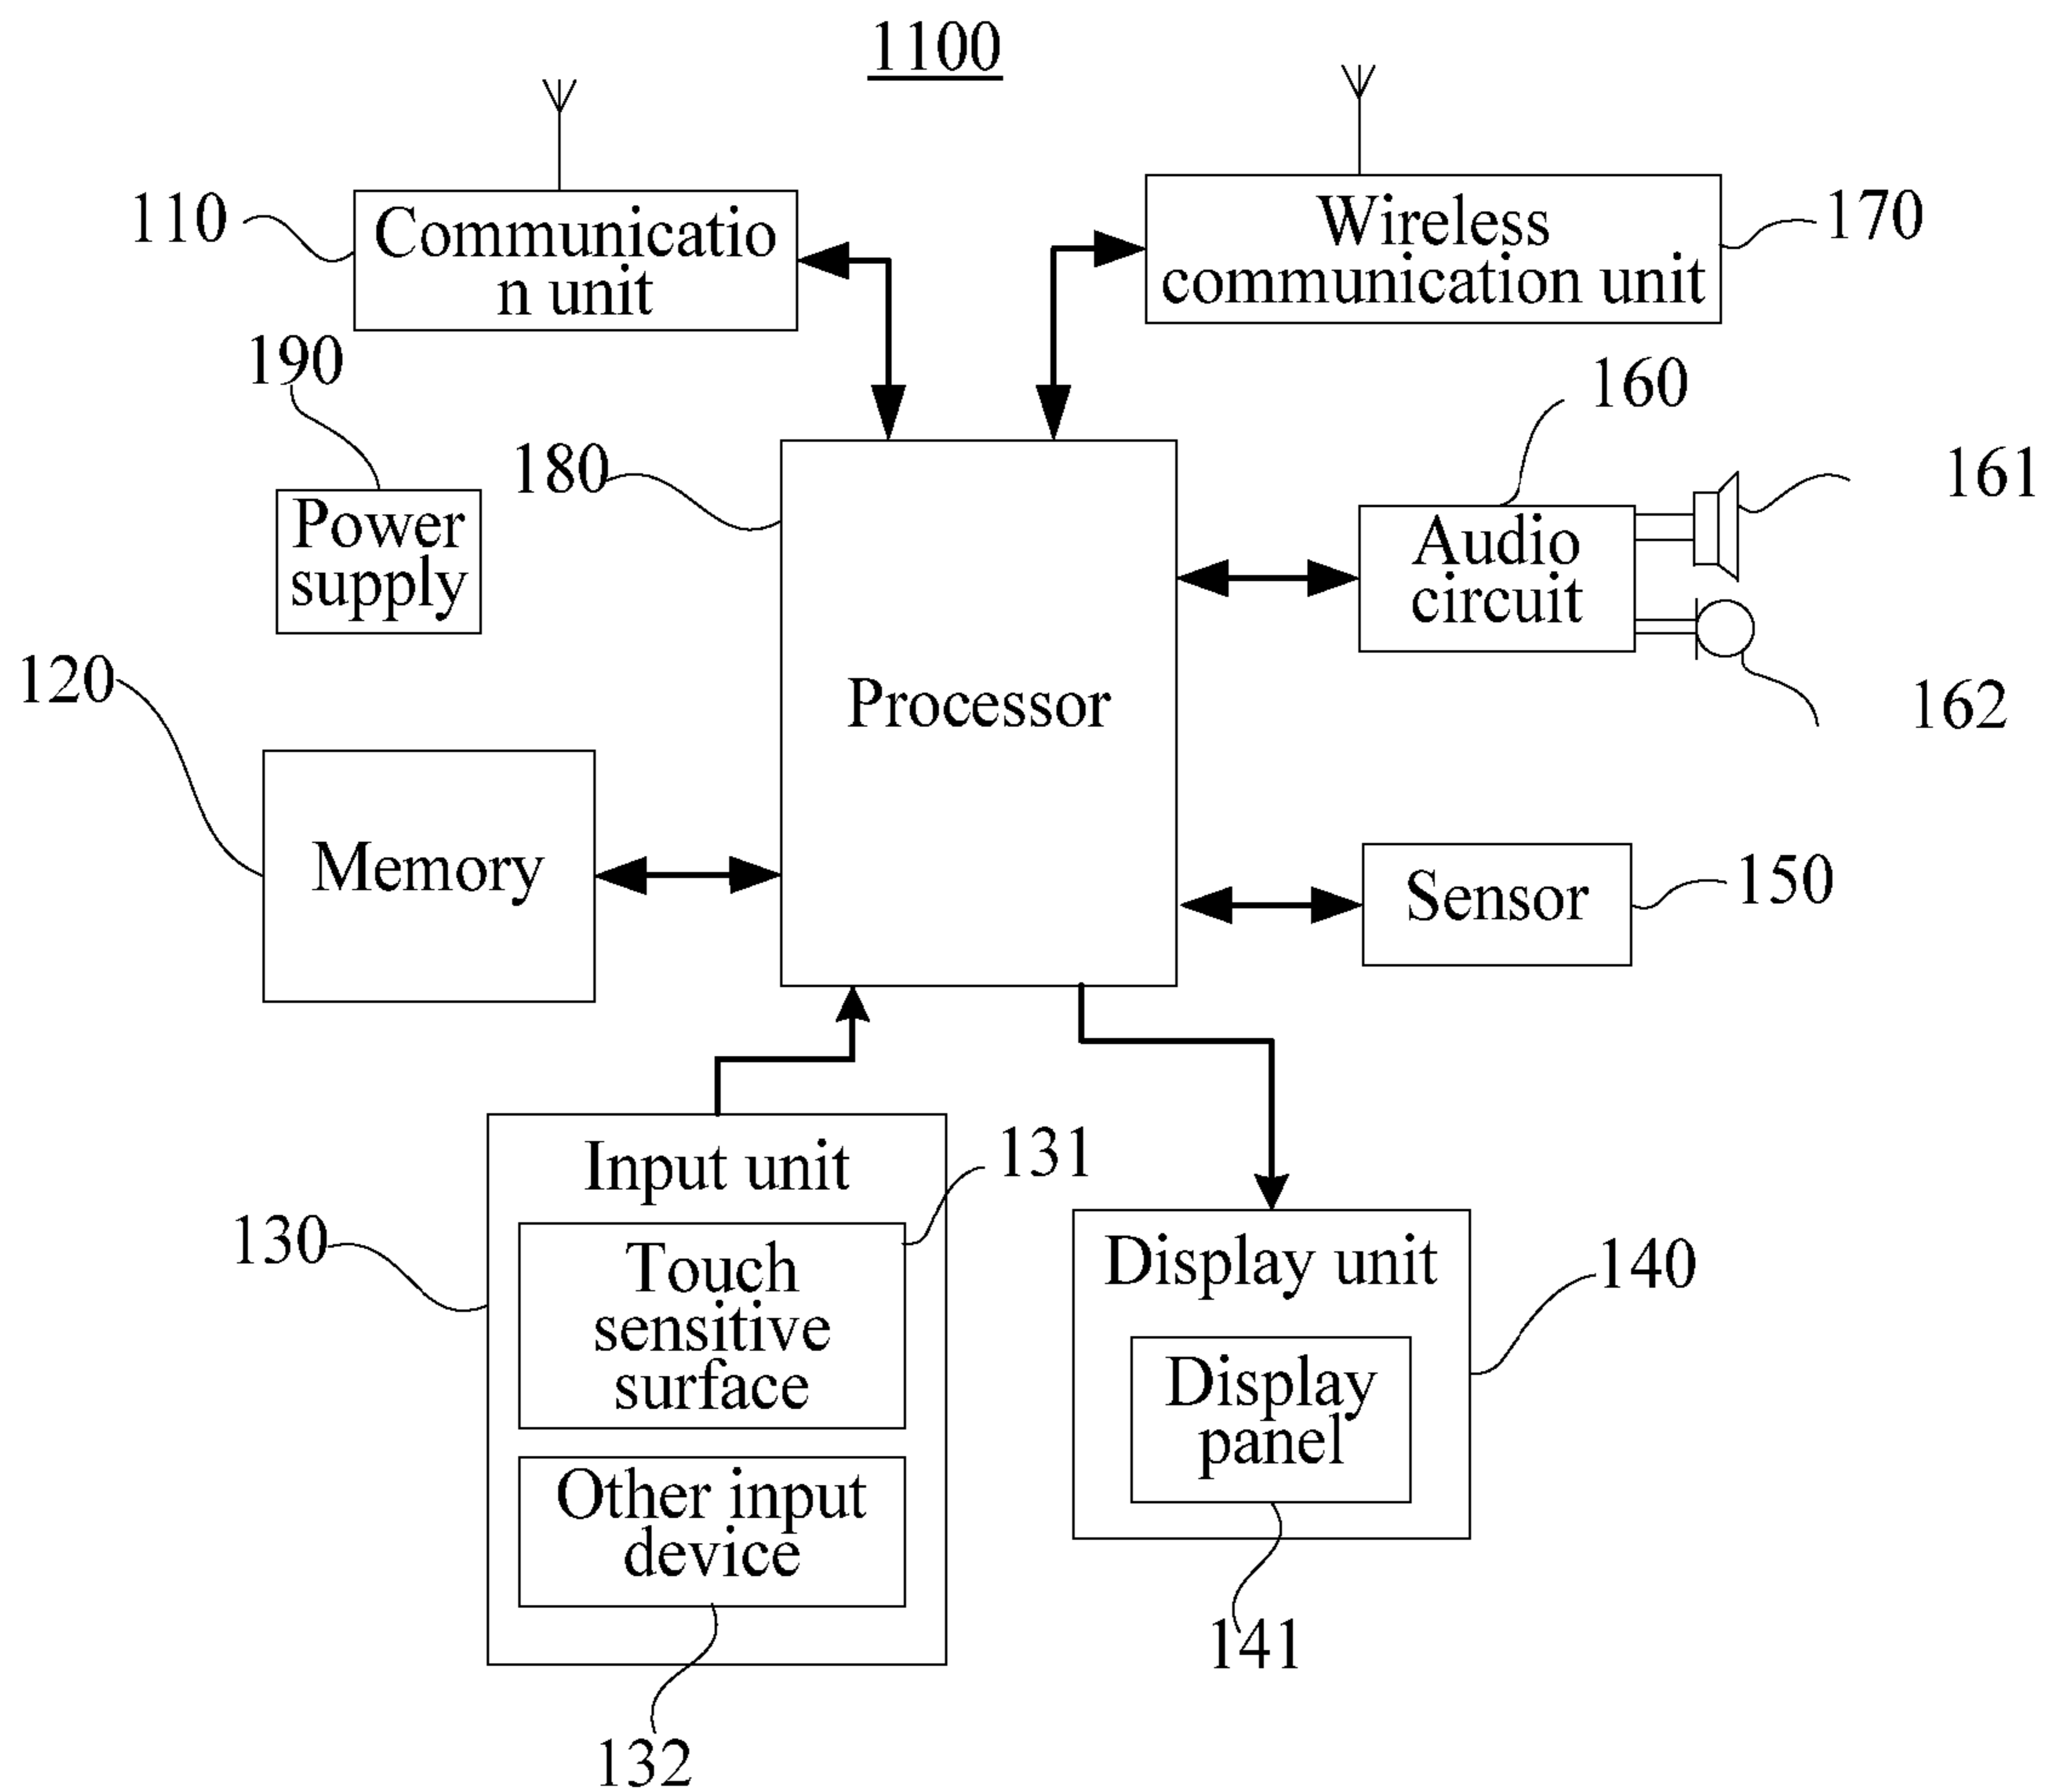 1100
110
Communicatio
n unit
Wireless
communication unit
170
190
160
180
161
Power
supply
Audio
circuit
120
Processor
162
Memory
Sensor
150
Input unit
131
130
Touch
sensitive
surface
Display unit
140
Display
panel
Other input
device
141
132